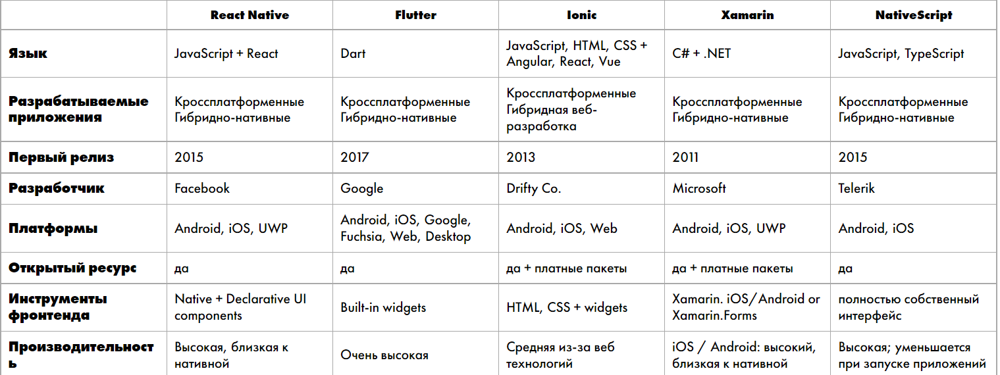 React Native Flutter Ionic Xamarin NativeScript
Язык
JavaScript + React
Dart
JavaScript, HTML, CSS +
Angular, React, Vue
C# + .NET
JavaScript, TypeScript
Разрабатываемые
приложения
Кроссплатформенные
Гибридно-нативные
Кроссплатформенные
Гибридно-нативные
Кроссплатформенные
Гибридная веб-
разработка
Кроссплатформенные
Гибридно-нативные
Кроссплатформенные
Гибридно-нативные
Первый релиз
2015
2017
2013
2011
2015
Разработчик
Facebook
Google
Drifty Co.
Microsoft
Telerik
Платформы
Android, iOS, UWP
Android, iOS, Google,
Fuchsia, Web, Desktop
Android, iOS, Web
Android, iOS, UWP
Android, iOS
Открытый ресурс
да
да
да + платные пакеты
да + платные пакеты
да
Инструменты
фронтенда
Native + Declarative UI
components
Built-in widgets
HTML, CSS + widgets
Xamarin. iOS/Android or
Xamarin.Forms
полностью собственный
интерфейс
Производительност
ь
Высокая, близкая к
нативной
Очень высокая
Средняя из-за веб
технологий
iOS / Android: высокий,
близкая к нативной
Высокая; уменьшается
при запуске приложений